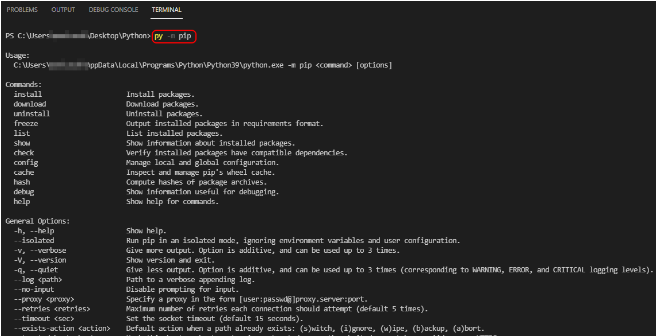 PROBLEMS OUTPUT DEBUG CONSOLE TERMINAL
PS C:\Users \Desktop\Python> py -m pip
Usage:
C:\Users \ppData\Local\Programs\Python\Python39\python.exe -m pip <command> [options]
Commands:
install Install packages.
download Download packages.
uninstall Uninstall packages.
freeze Output installed packages in requirements format.
list List installed packages.
show Show information about installed packages.
check Verify installed packages have compatible dependencies.
config Manage local and global configuration.
cache Inspect and manage pip's wheel cache.
hash Compute hashes of package archives.
debug Show information useful for debugging.
help Show help for commands.
General Options:
-h, --help Show help.
--isolated Run pip in an isolated mode, ignoring environment variables and user configuration.
-v, --verbose Give more output. Option is additive, and can be used up to 3 times.
-V, --version Show version and exit.
-q, --quiet Give less output. Option is additive, and can be used up to 3 times (corresponding to WARNING, ERROR, and CRITICAL logging levels).
--log <path> Path to a verbose appending log.
--no-input Disable prompting for input.
--proxy <proxy> Specify a proxy in the form [user:passwd@]proxy.server:port.
--retries <retries> Maximum number of retries each connection should attempt (default 5 times).
--timeout <sec> Set the socket timeout (default 15 seconds).
--exists-action <action> Default action when a path already exists: (s)witch, (i)gnore, (w)ipe, (b)ackup, (a)bort.